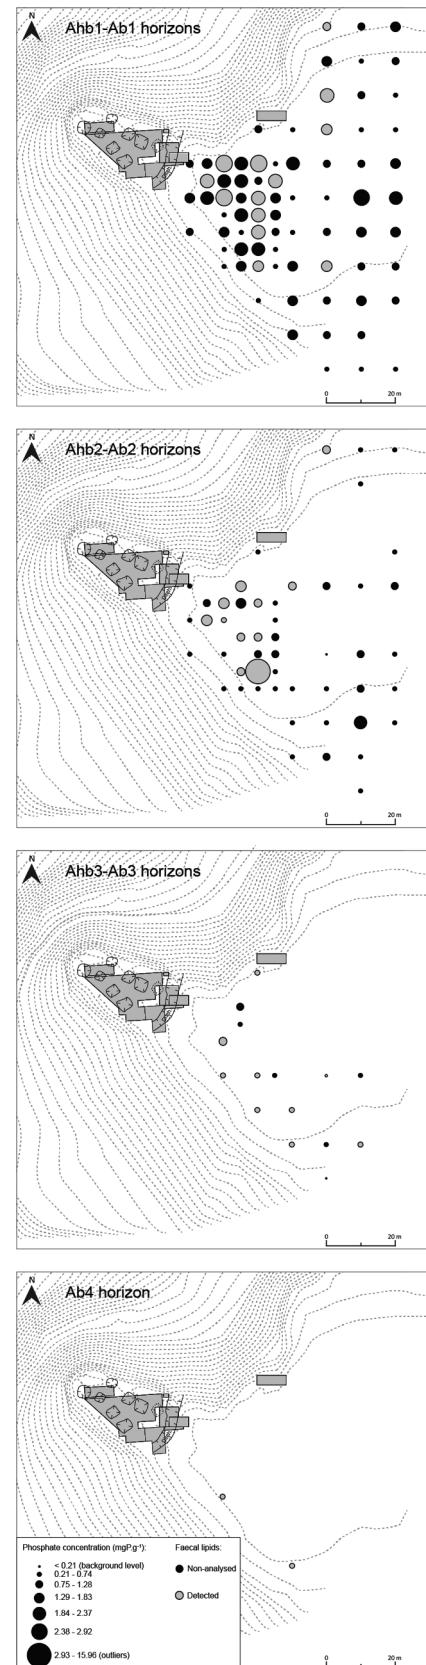 N
Ahb1-Ab1 horizons
0 20 m
N
Ahb2-Ab2 horizons
0 20 m
N
Ahb3-Ab3 horizons
0 20 m
N
Ab4 horizon
Phosphate concentration (mgP.g⁻¹):
< 0.21 (background level)
0.21 - 0.74
0.75 - 1.28
1.29 - 1.83
1.84 - 2.37
2.38 - 2.92
2.93 - 15.96 (outliers)
Faecal lipids:
Non-analysed
Detected
0 20 m